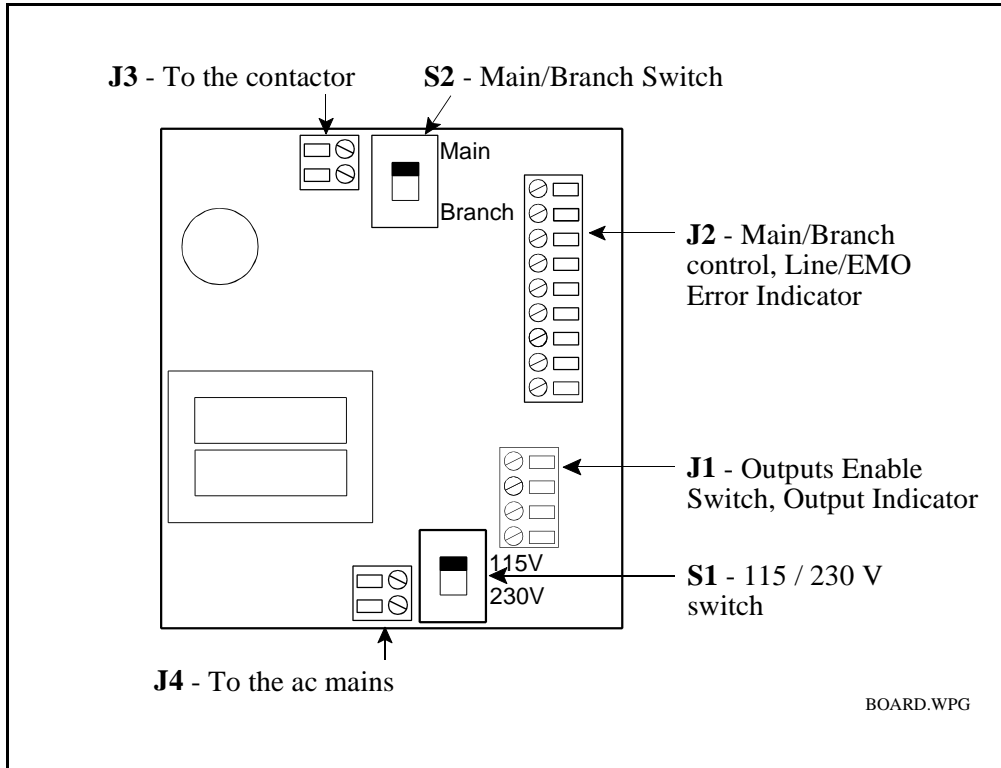 J3 - To the contactor
S2 - Main/Branch Switch
Main
Branch
J2 - Main/Branch
control, Line/EMO
Error Indicator
J1 - Outputs Enable
Switch, Output Indicator
115V
230V
S1 - 115 / 230 V
switch
J4 - To the ac mains
BOARD.WPG